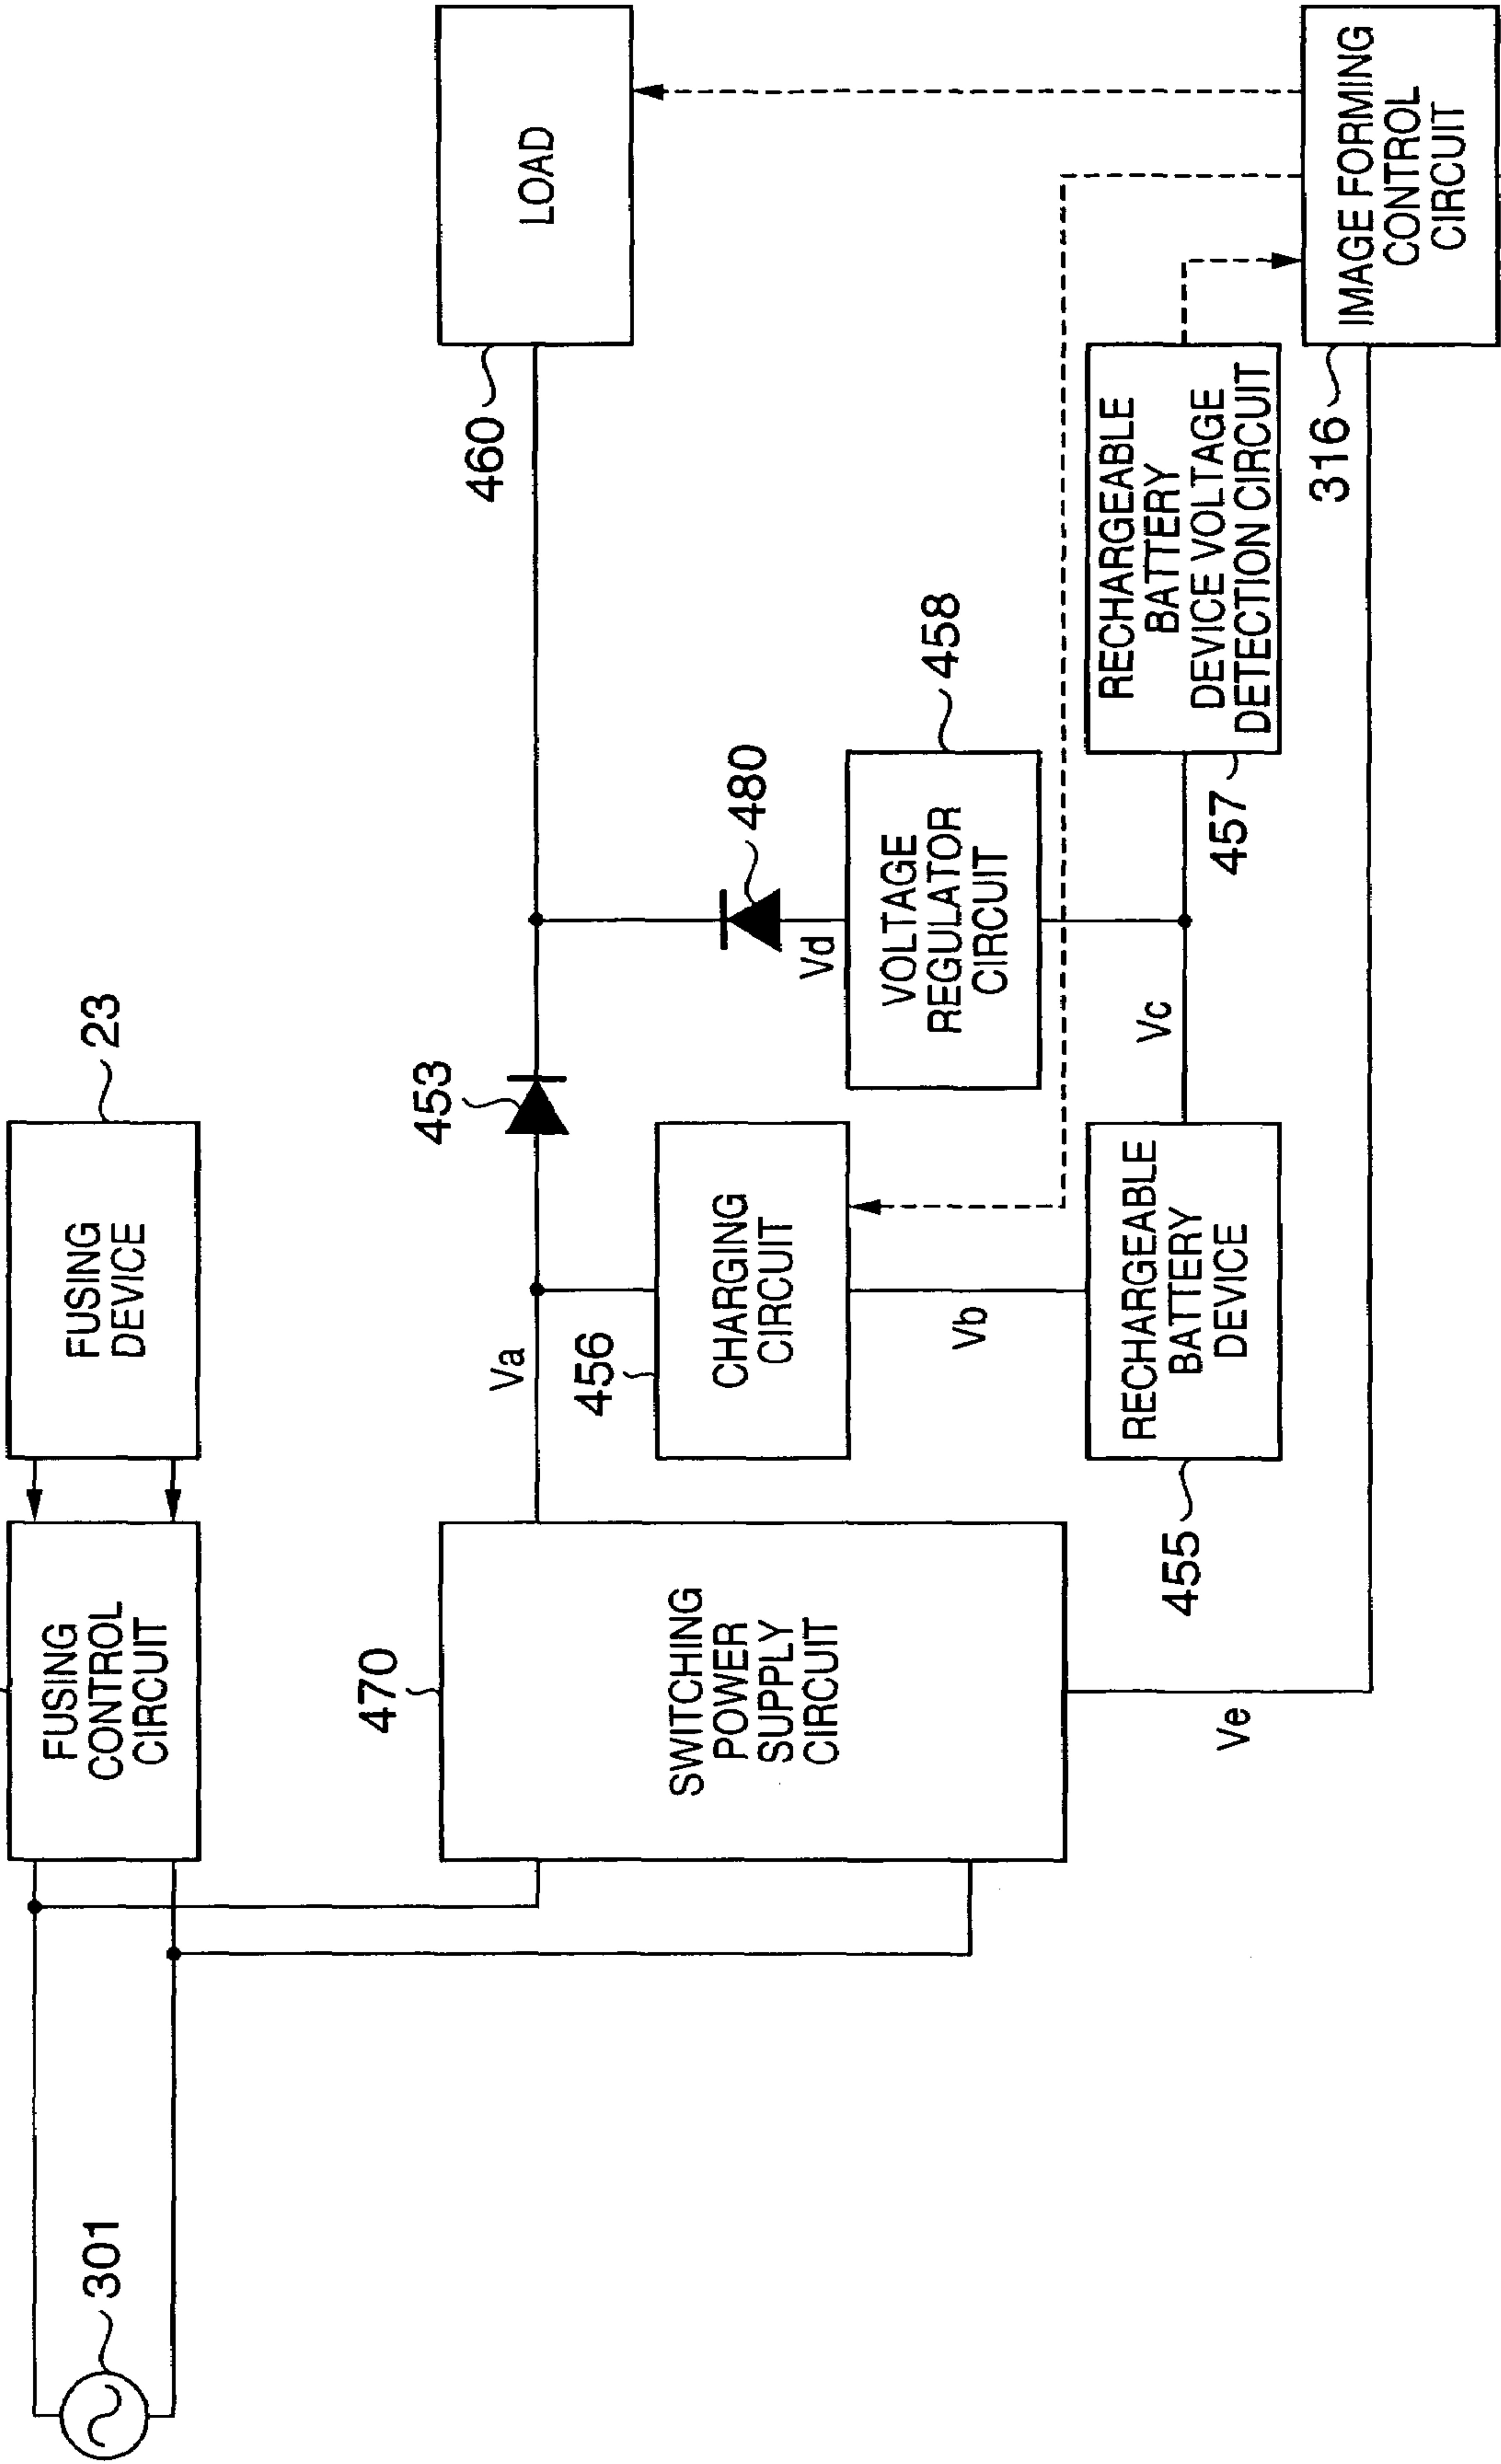 301
FUSING
CONTROL
CIRCUIT
FUSING
DEVICE
23
470
SWITCHING
POWER
SUPPLY
CIRCUIT
Va
Ve
453
456
CHARGING
CIRCUIT
Vb
455
RECHARGEABLE
BATTERY
DEVICE
Vc
480
Vd
VOLTAGE
REGULATOR
CIRCUIT
458
457
RECHARGEABLE
BATTERY
DEVICE VOLTAGE
DETECTION CIRCUIT
460
LOAD
316
IMAGE FORMING
CONTROL
CIRCUIT